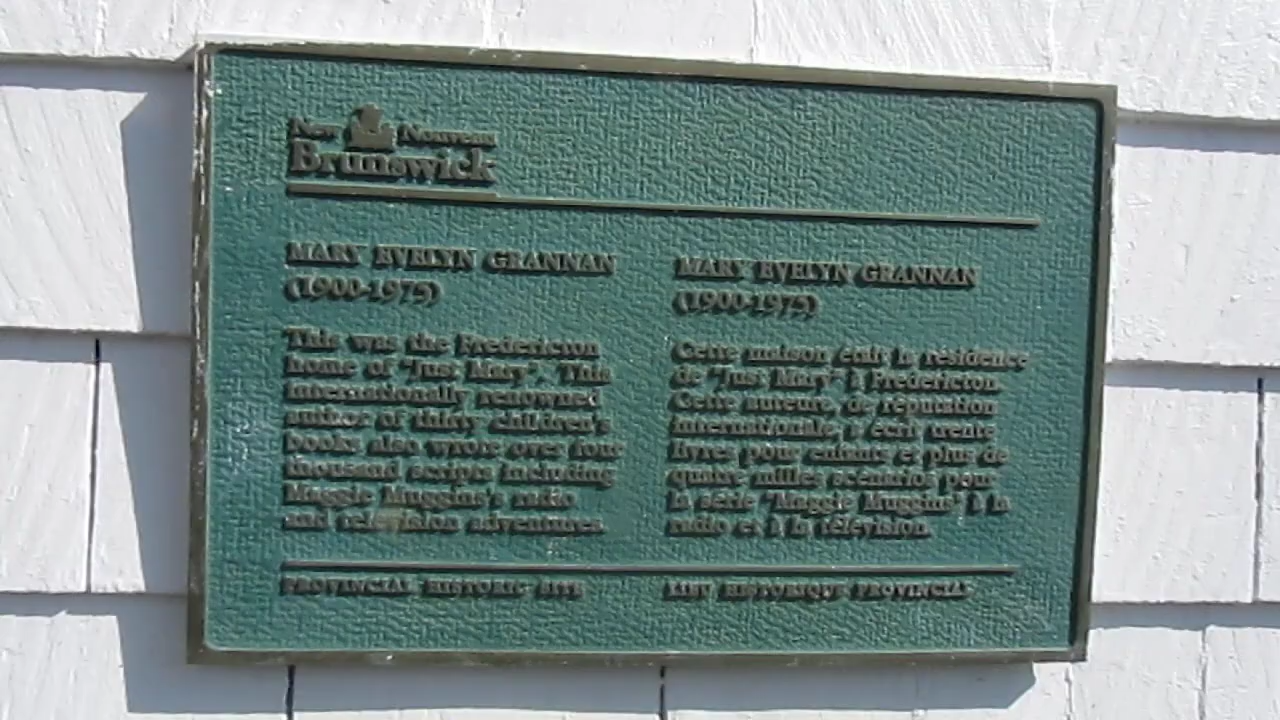 New Nouveau
Brunswick
MARY EVELYN GRANNAN
(1900-1975)
This was the Fredericton
home of "Just Mary". This
internationally renowned
author of thirty children's
books also wrote over four
thousand scripts including
Maggie Muggins's radio
and television adventures.
MARY EVELYN GRANNAN
(1900-1975)
Cette maison était la résidence
de "Just Mary" à Fredericton.
Cette auteure, de réputation
internationale, a écrit trente
livres pour enfants et plus de
quatre milles scénarios pour
la série "Maggie Muggins" à la
radio et à la télévision.
PROVINCIAL HISTORIC SITE
LIEU HISTORIQUE PROVINCIAL